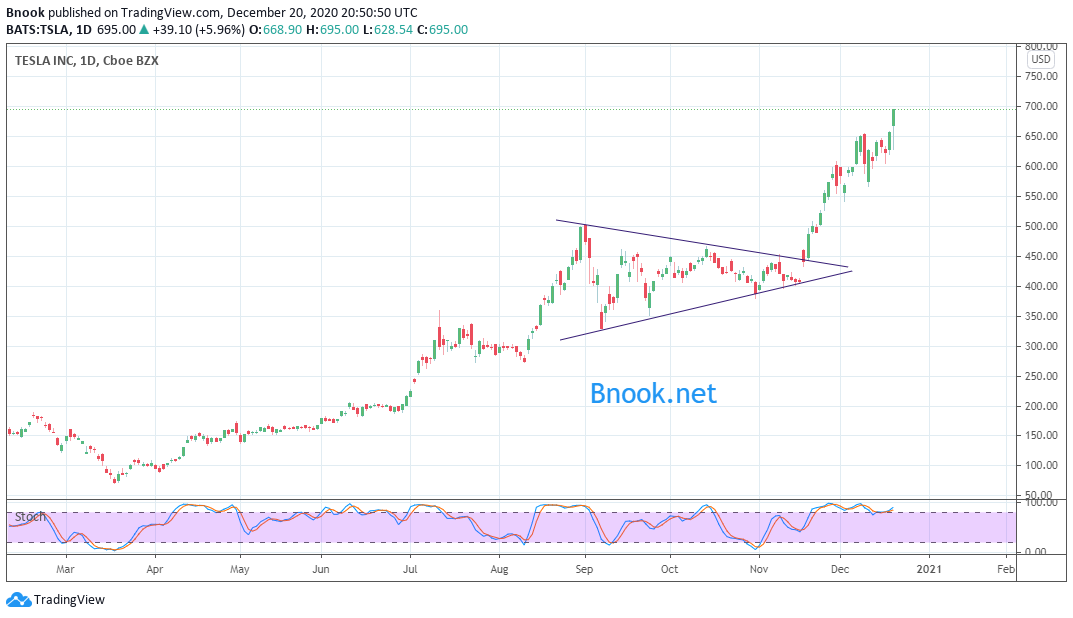 Bnook published on TradingView.com, December 20, 2020 20:50:50 UTC
BATS:TSLA, 1D 695.00 ▲ +39.10 (+5.96%) O:668.90 H:695.00 L:628.54 C:695.00
TESLA INC, 1D, Cboe BZX
800.00
USD
750.00
700.00
650.00
600.00
550.00
500.00
450.00
400.00
350.00
300.00
250.00
200.00
150.00
100.00
50.00
Bnook.net
Stoch
100.00
0.00
Mar Apr May Jun Jul Aug Sep Oct Nov Dec 2021 Feb
TradingView